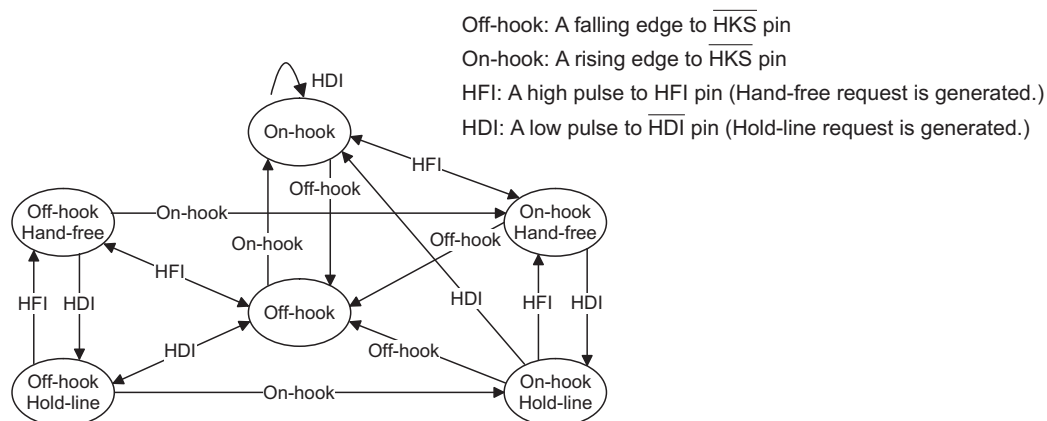 Off-hook: A falling edge to H̅K̅S̅ pin
On-hook: A rising edge to H̅K̅S̅ pin
HFI: A high pulse to HFI pin (Hand-free request is generated.)
HDI: A low pulse to H̅D̅I̅ pin (Hold-line request is generated.)
HDI
On-hook
HFI
Off-hook
Off-hook
Hand-free
On-hook
On-hook
Hand-free
On-hook
Off-hook
HFI
HFI
HDI
Off-hook
HDI
HFI
HDI
HDI
Off-hook
Off-hook
Hold-line
On-hook
On-hook
Hold-line